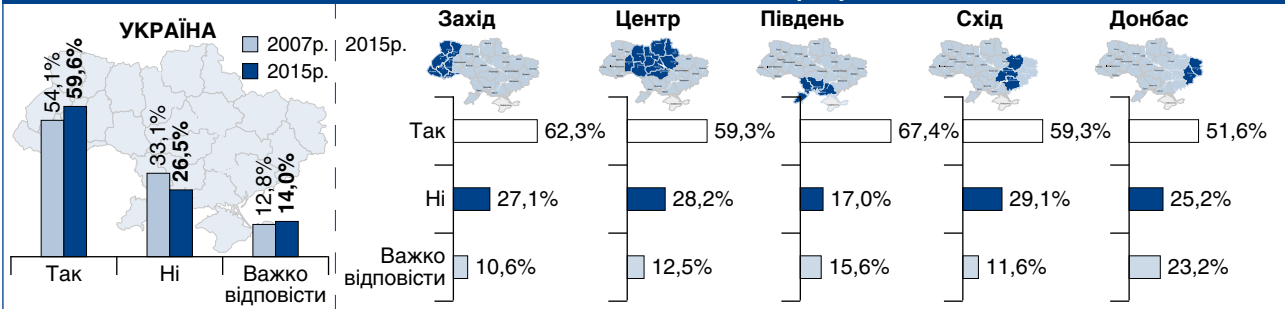 УКРАЇНА
2007р.
2015р.
54,1%
59,6%
33,1%
26,5%
12,8%
14,0%
Так
Ні
Важко
відповісти
2015р.
Захід
Центр
Південь
Схід
Донбас
Так
62,3%
59,3%
67,4%
59,3%
51,6%
Ні
27,1%
28,2%
17,0%
29,1%
25,2%
Важко
відповісти
10,6%
12,5%
15,6%
11,6%
23,2%